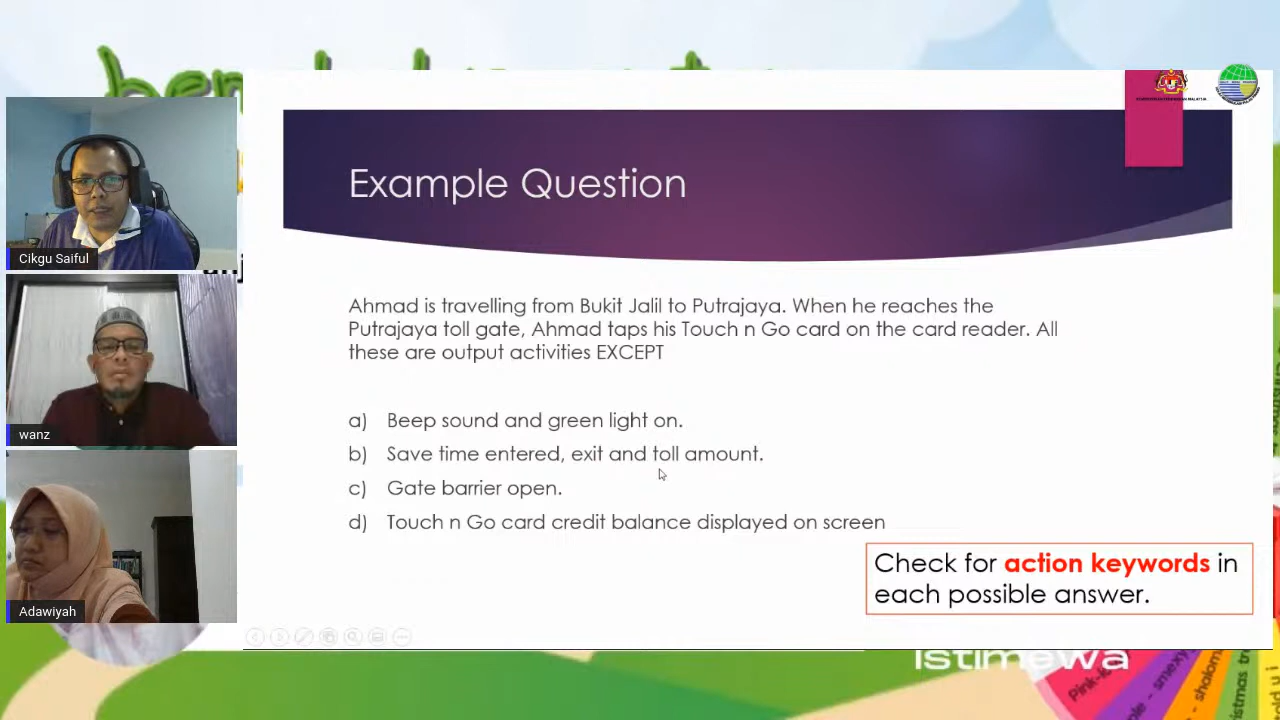 Example Question
Ahmad is travelling from Bukit Jalil to Putrajaya. When he reaches the
Putrajaya toll gate, Ahmad taps his Touch n Go card on the card reader. All
these are output activities EXCEPT
a) Beep sound and green light on.
b) Save time entered, exit and toll amount.
c) Gate barrier open.
d) Touch n Go card credit balance displayed on screen
Check for action keywords in
each possible answer.
Cikgu Saiful
wanz
Adawiyah
istimewa